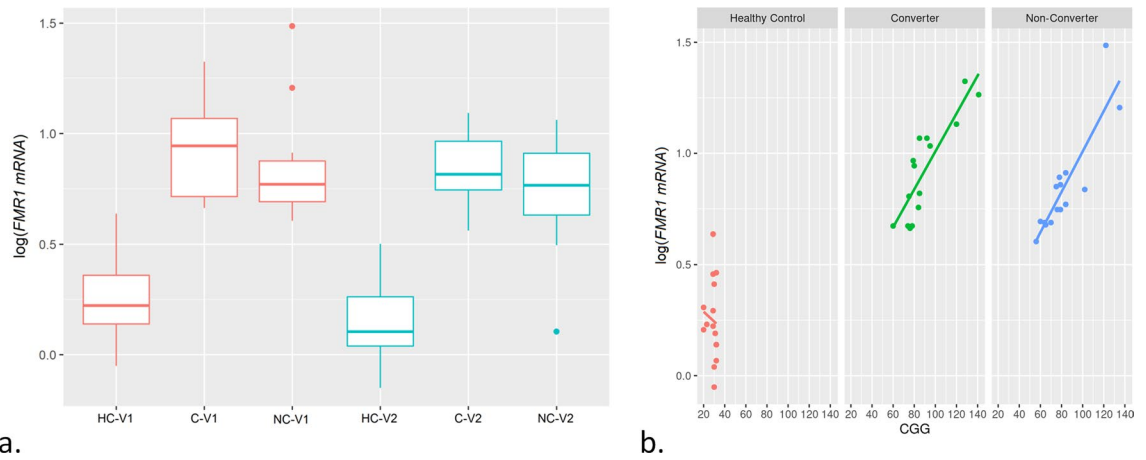 1.5
1.0
0.5
0.0
log(FMR1 mRNA)
HC-V1 C-V1 NC-V1 HC-V2 C-V2 NC-V2
a.
Healthy Control Converter Non-Converter
1.5
1.0
0.5
0.0
log(FMR1 mRNA)
20 40 60 80 100 120 140 20 40 60 80 100 120 140 20 40 60 80 100 120 140
CGG
b.